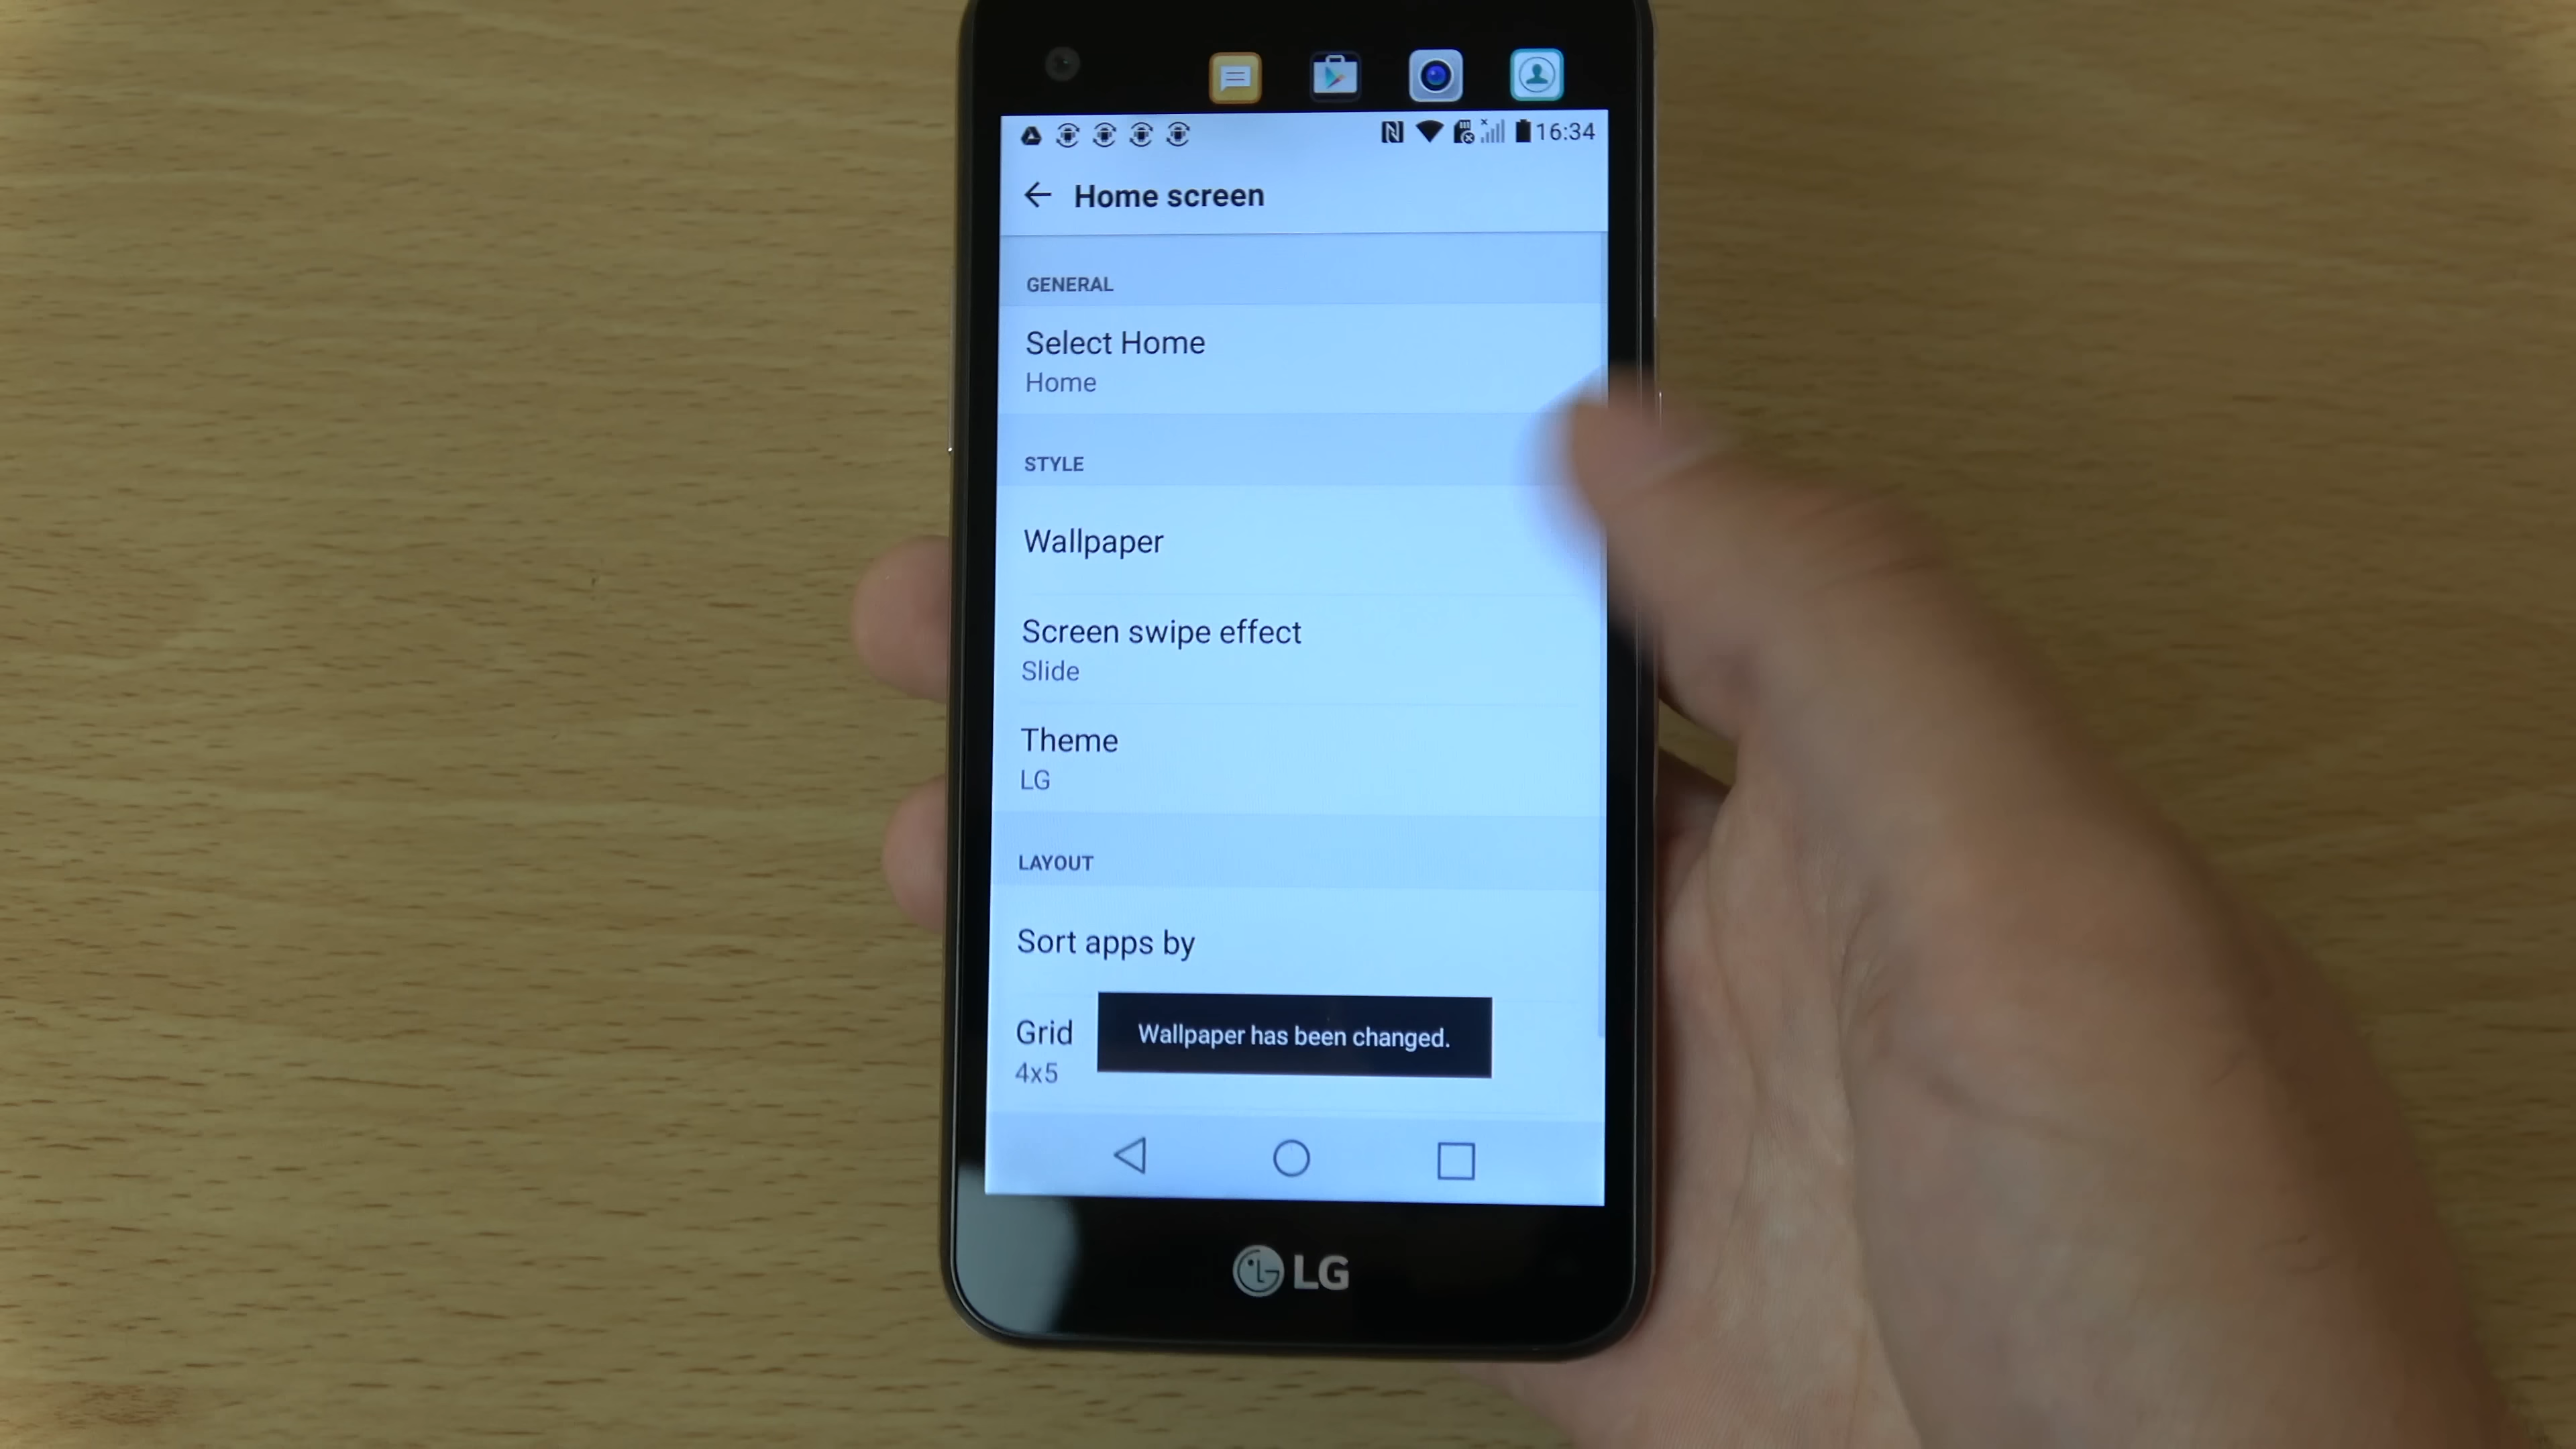 16:34
Home screen
GENERAL
Select Home
Home
STYLE
Wallpaper
Screen swipe effect
Slide
Theme
LG
LAYOUT
Sort apps by
Grid
4x5
Wallpaper has been changed.
LG